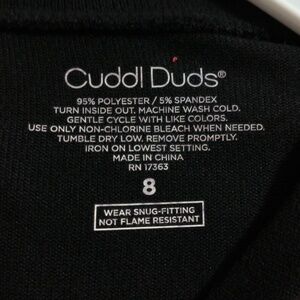 Cuddl Duds®
95% POLYESTER / 5% SPANDEX
TURN INSIDE OUT. MACHINE WASH COLD.
GENTLE CYCLE WITH LIKE COLORS.
USE ONLY NON-CHLORINE BLEACH WHEN NEEDED.
TUMBLE DRY LOW. REMOVE PROMPTLY.
IRON ON LOWEST SETTING.
MADE IN CHINA
RN 17363
8
WEAR SNUG-FITTING
NOT FLAME RESISTANT